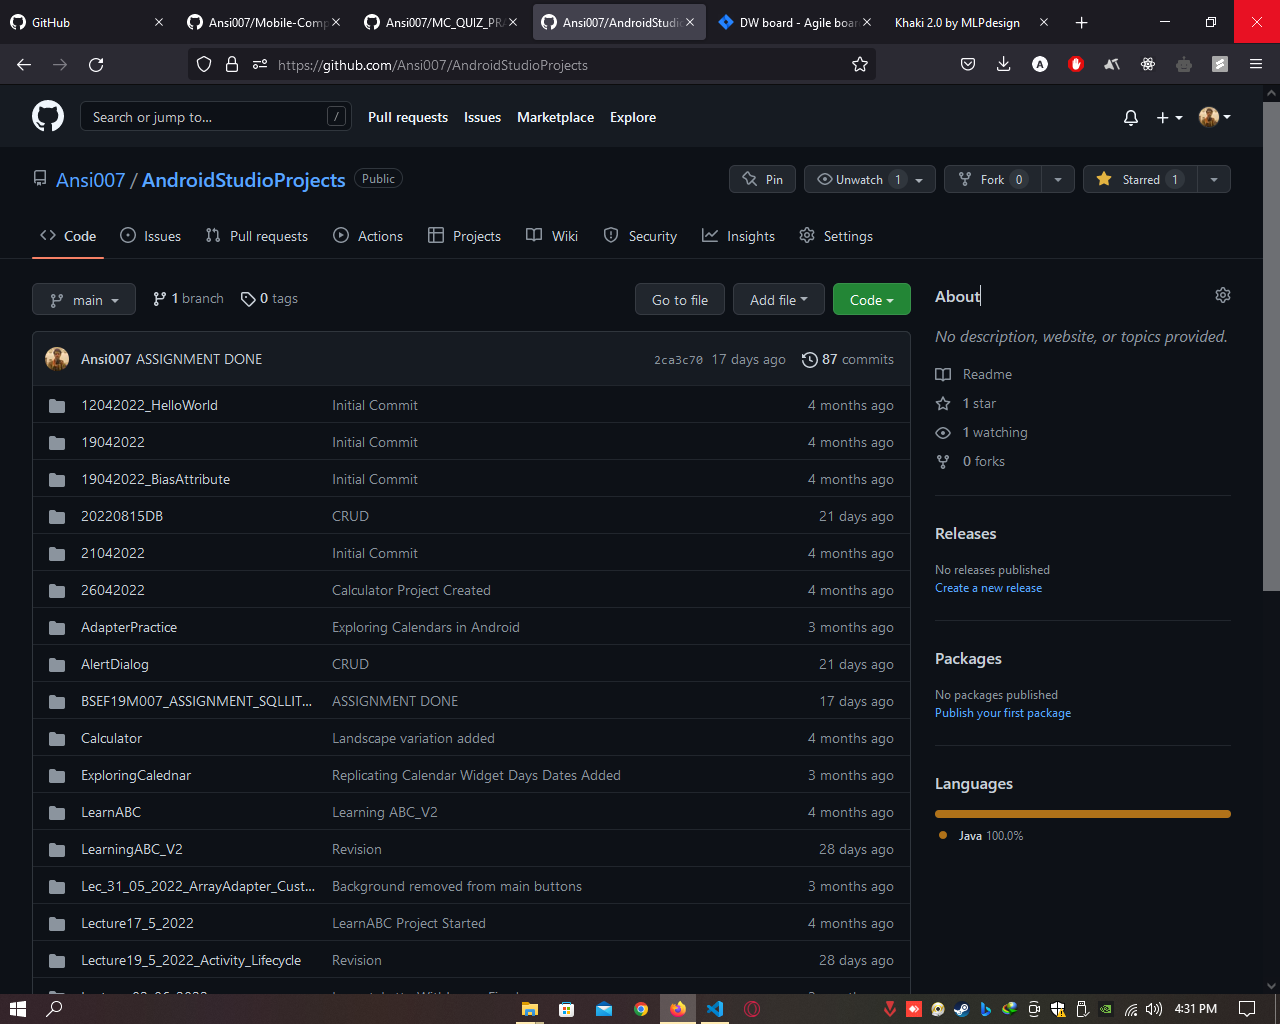 GitHub
Ansi007/Mobile-Comp
Ansi007/MC_QUIZ_PRA
Ansi007/AndroidStudio
DW board - Agile boar
Khaki 2.0 by MLPdesign
https://github.com/Ansi007/AndroidStudioProjects
Search or jump to... /
Pull requests Issues Marketplace Explore
Ansi007 / AndroidStudioProjects Public
Pin Unwatch 1 Fork 0 Starred 1
Code Issues Pull requests Actions Projects Wiki Security Insights Settings
main 1 branch 0 tags Go to file Add file Code
Ansi007 ASSIGNMENT DONE 2ca3c70 17 days ago 87 commits
12042022_HelloWorld Initial Commit 4 months ago
19042022 Initial Commit 4 months ago
19042022_BiasAttribute Initial Commit 4 months ago
20220815DB CRUD 21 days ago
21042022 Initial Commit 4 months ago
26042022 Calculator Project Created 4 months ago
AdapterPractice Exploring Calendars in Android 3 months ago
AlertDialog CRUD 21 days ago
BSEF19M007_ASSIGNMENT_SQLLIT... ASSIGNMENT DONE 17 days ago
Calculator Landscape variation added 4 months ago
ExploringCalednar Replicating Calendar Widget Days Dates Added 3 months ago
LearnABC Learning ABC_V2 4 months ago
LearningABC_V2 Revision 28 days ago
Lec_31_05_2022_ArrayAdapter_Cust... Background removed from main buttons 3 months ago
Lecture17_5_2022 LearnABC Project Started 4 months ago
Lecture19_5_2022_Activity_Lifecycle Revision 28 days ago
About
No description, website, or topics provided.
Readme
1 star
1 watching
0 forks
Releases
No releases published
Create a new release
Packages
No packages published
Publish your first package
Languages
Java 100.0%
4:31 PM